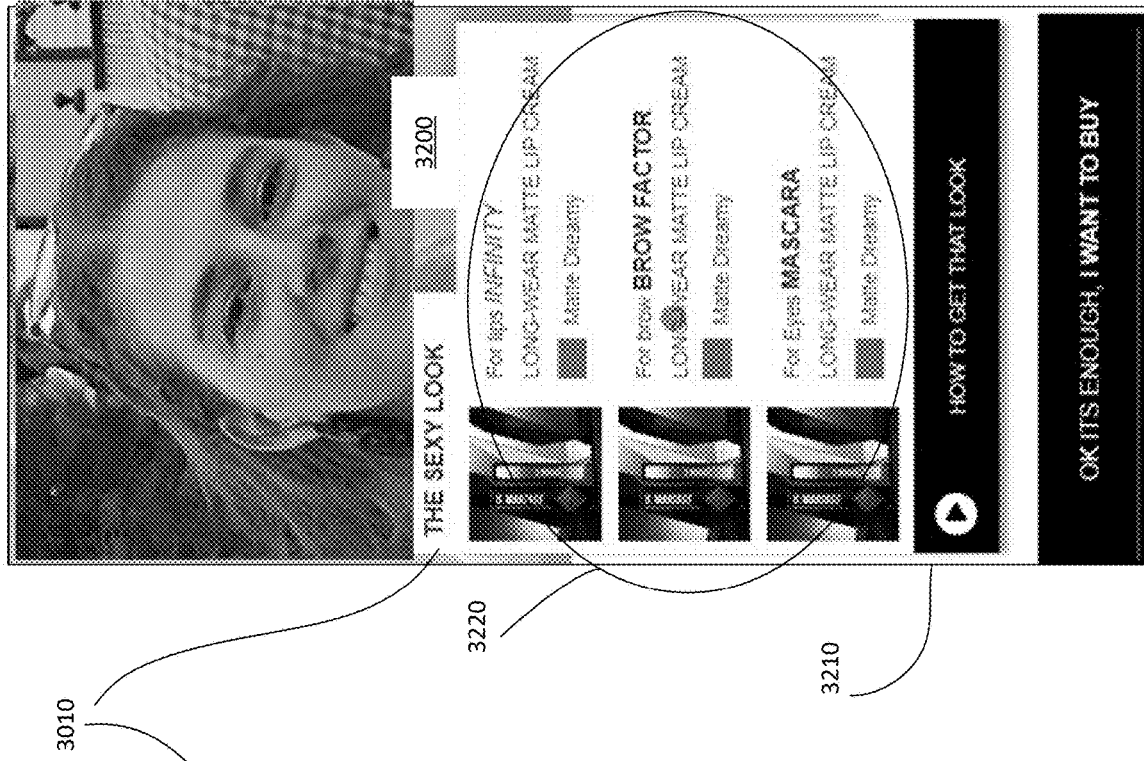 3010
3200
THE SEXY LOOK
3220
For lips INFINITY
LONG-WEAR MATTE LIP CREAM
Matte Dreamy
For brow BROW FACTOR
LONG-WEAR MATTE LIP CREAM
Matte Dreamy
For Eyes MASCARA
LONG-WEAR MATTE LIP CREAM
Matte Dreamy
3210
HOW TO GET THAT LOOK
OK ITS ENOUGH, I WANT TO BUY